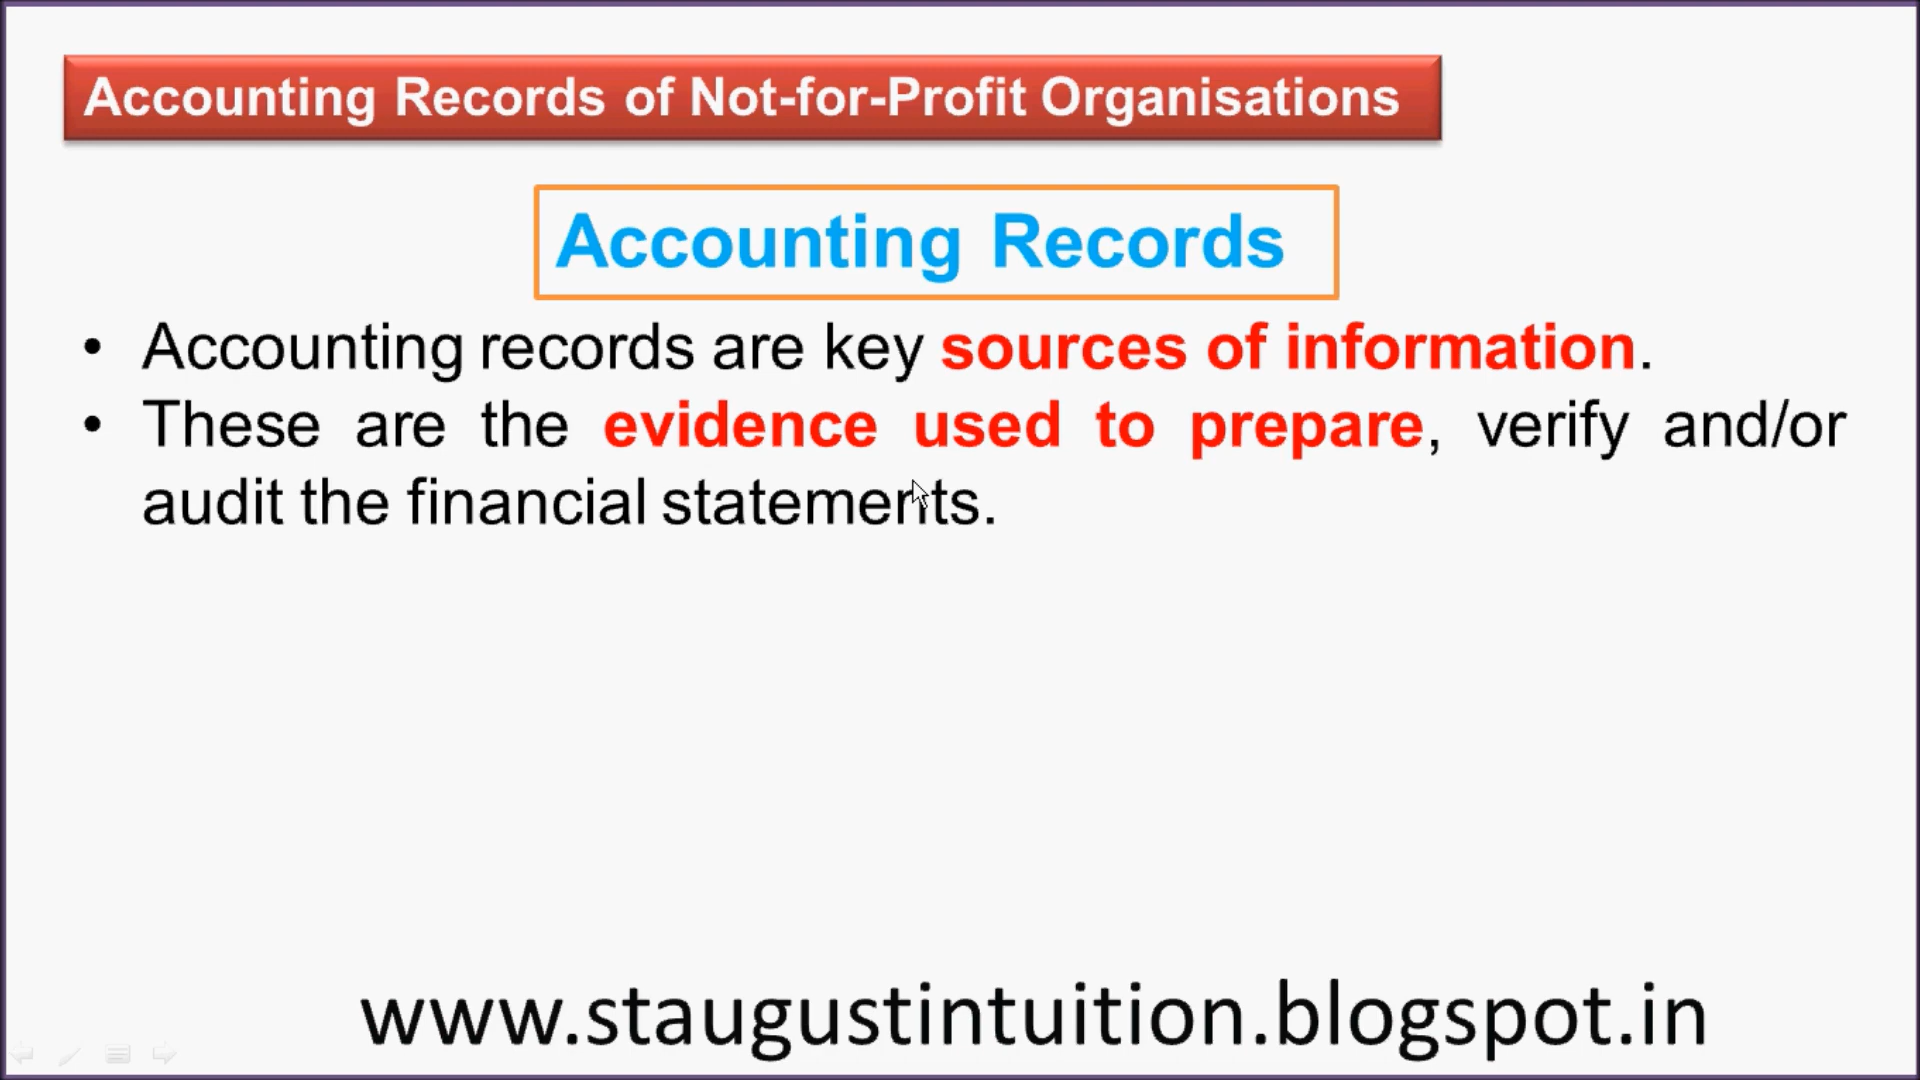 Accounting Records of Not-for-Profit Organisations
Accounting Records
• Accounting records are key sources of information.
• These are the evidence used to prepare, verify and/or
audit the financial statements.
www.staugustintuition.blogspot.in